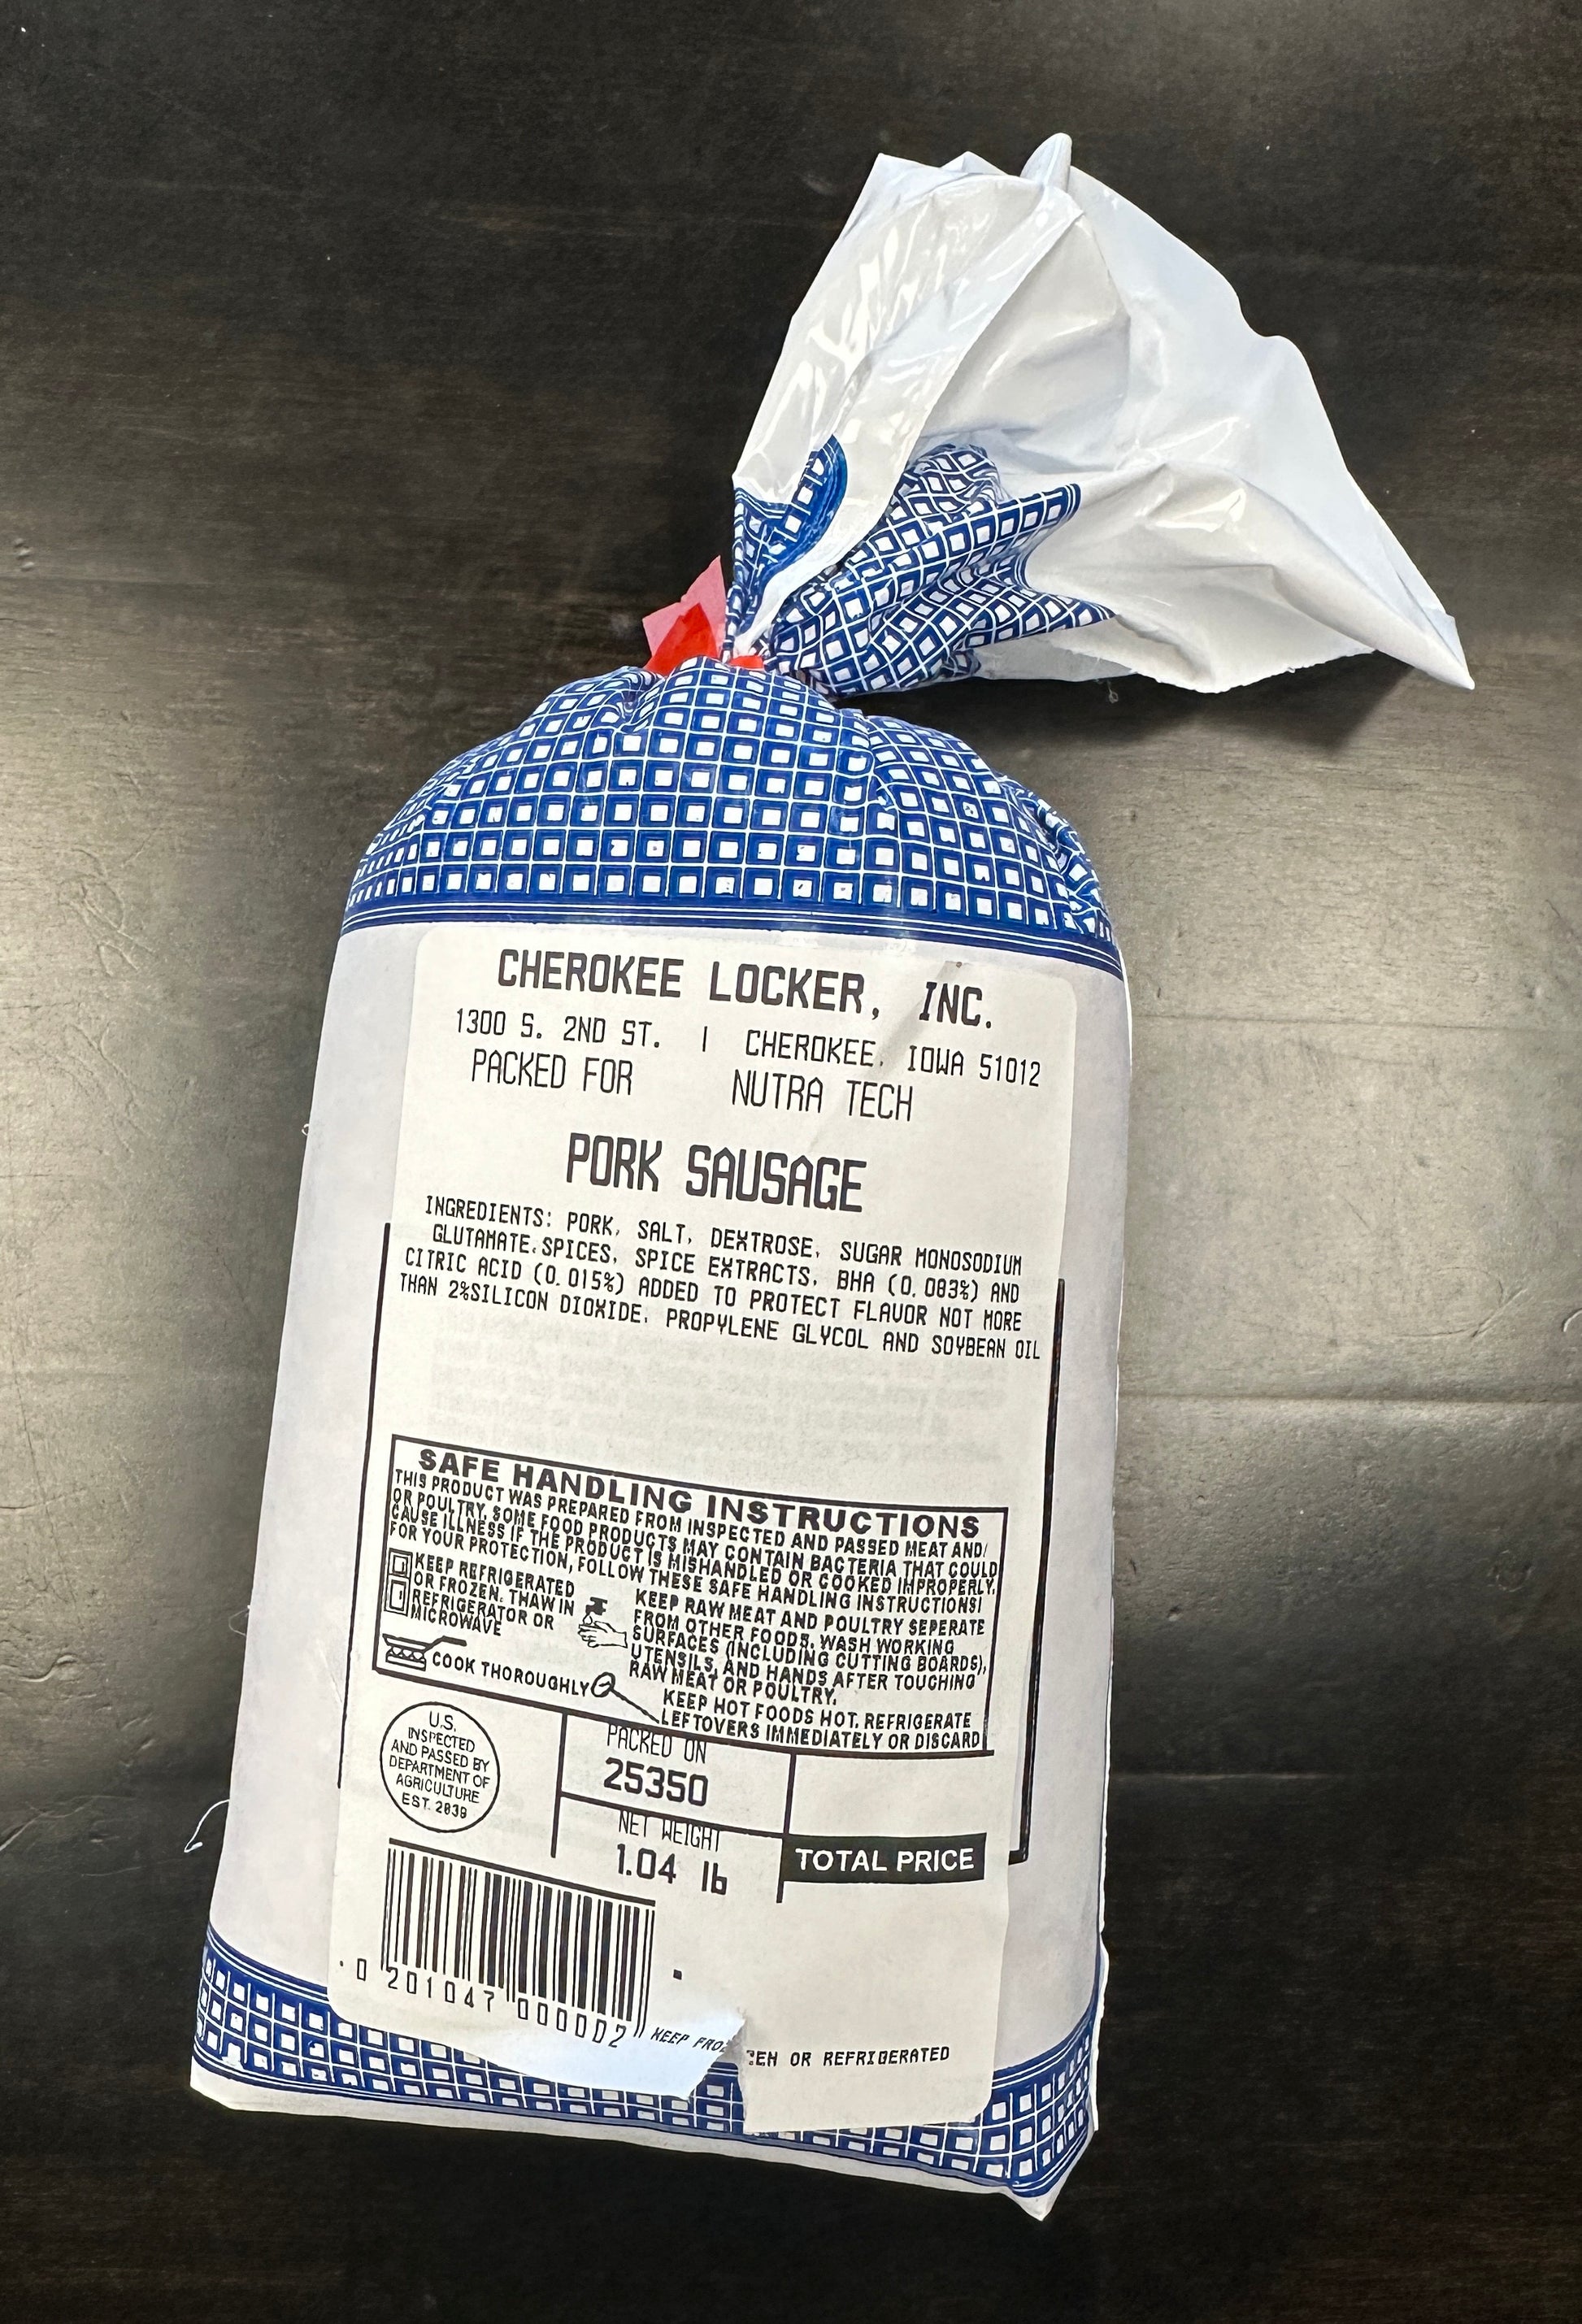 CHEROKEE LOCKER, INC.
1300 S. 2ND ST. | CHEROKEE, IOWA 51012
PACKED FOR NUTRA TECH
PORK SAUSAGE
INGREDIENTS: PORK, SALT, DEXTROSE, SUGAR MONOSODIUM
GLUTAMATE,SPICES, SPICE EXTRACTS, BHA (0.083%) AND
CITRIC ACID (0.015%) ADDED TO PROTECT FLAVOR NOT MORE
THAN 2%SILICON DIOXIDE, PROPYLENE GLYCOL AND SOYBEAN OIL
SAFE HANDLING INSTRUCTIONS
THIS PRODUCT WAS PREPARED FROM INSPECTED AND PASSED MEAT AND/
OR POULTRY. SOME FOOD PRODUCTS MAY CONTAIN BACTERIA THAT COULD
CAUSE ILLNESS IF THE PRODUCT IS MISHANDLED OR COOKED IMPROPERLY.
FOR YOUR PROTECTION, FOLLOW THESE SAFE HANDLING INSTRUCTIONS!
KEEP REFRIGERATED
OR FROZEN. THAW IN
REFRIGERATOR OR
MICROWAVE
KEEP RAW MEAT AND POULTRY SEPERATE
FROM OTHER FOODS. WASH WORKING
SURFACES (INCLUDING CUTTING BOARDS),
UTENSILS, AND HANDS AFTER TOUCHING
RAW MEAT OR POULTRY.
COOK THOROUGHLY
KEEP HOT FOODS HOT. REFRIGERATE
LEFTOVERS IMMEDIATELY OR DISCARD
U.S.
INSPECTED
AND PASSED BY
DEPARTMENT OF
AGRICULTURE
EST. 2839
PACKED ON
25350
NET WEIGHT
1.04 lb
TOTAL PRICE
0 201047 000002
KEEP FROZEN OR REFRIGERATED